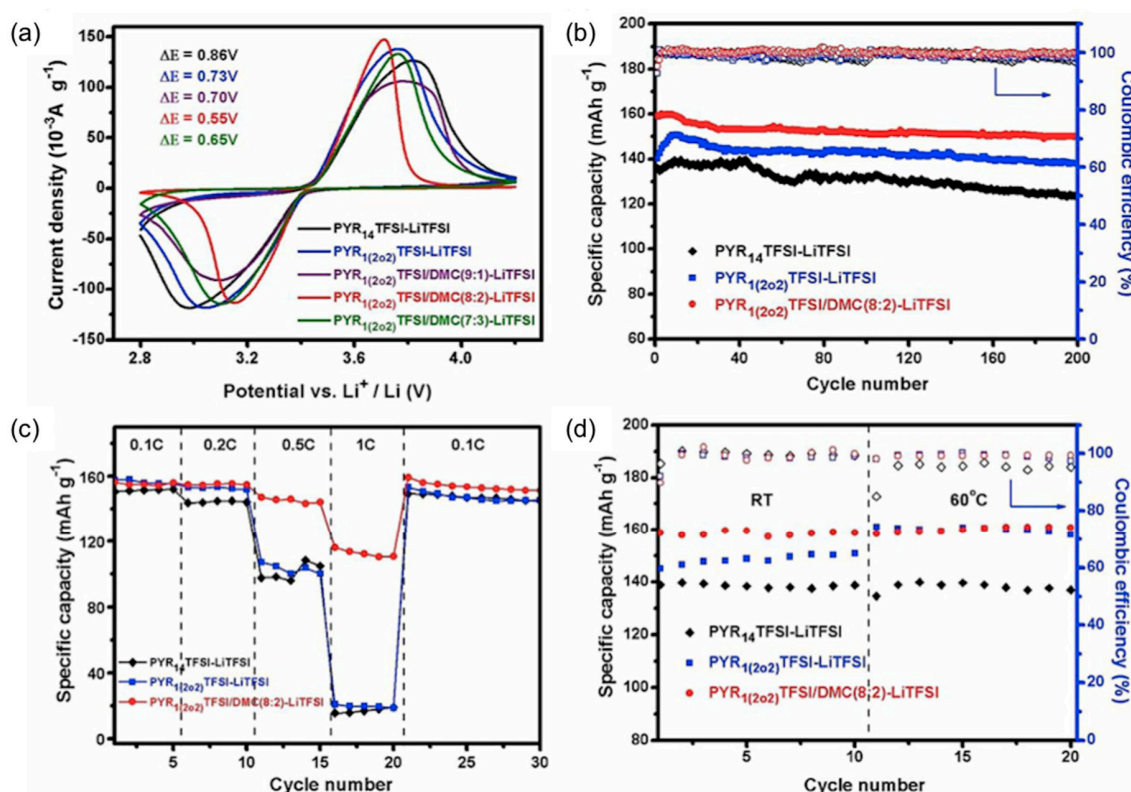 (a)
150
100
50
0
-50
-100
-150
Current density (10⁻³A g⁻¹)
ΔE = 0.86V
ΔE = 0.73V
ΔE = 0.70V
ΔE = 0.55V
ΔE = 0.65V
PYR₁₄TFSI-LiTFSI
PYR₁₍₂ₒ₂₎TFSI-LiTFSI
PYR₁₍₂ₒ₂₎TFSI/DMC(9:1)-LiTFSI
PYR₁₍₂ₒ₂₎TFSI/DMC(8:2)-LiTFSI
PYR₁₍₂ₒ₂₎TFSI/DMC(7:3)-LiTFSI
2.8 3.2 3.6 4.0
Potential vs. Li⁺ / Li (V)
(b)
200
180
160
140
120
100
80
60
Specific capacity (mAh g⁻¹)
PYR₁₄TFSI-LiTFSI
PYR₁₍₂ₒ₂₎TFSI-LiTFSI
PYR₁₍₂ₒ₂₎TFSI/DMC(8:2)-LiTFSI
100
80
60
40
20
0
Coulombic efficiency (%)
0 40 80 120 160 200
Cycle number
(c)
0.1C 0.2C 0.5C 1C 0.1C
160
120
80
40
0
Specific capacity (mAh g⁻¹)
PYR₁₄TFSI-LiTFSI
PYR₁₍₂ₒ₂₎TFSI-LiTFSI
PYR₁₍₂ₒ₂₎TFSI/DMC(8:2)-LiTFSI
5 10 15 20 25 30
Cycle number
(d)
200
180
160
140
120
100
80
Specific capacity (mAh g⁻¹)
RT
60°C
PYR₁₄TFSI-LiTFSI
PYR₁₍₂ₒ₂₎TFSI-LiTFSI
PYR₁₍₂ₒ₂₎TFSI/DMC(8:2)-LiTFSI
100
80
60
40
20
0
Coulombic efficiency (%)
5 10 15 20
Cycle number